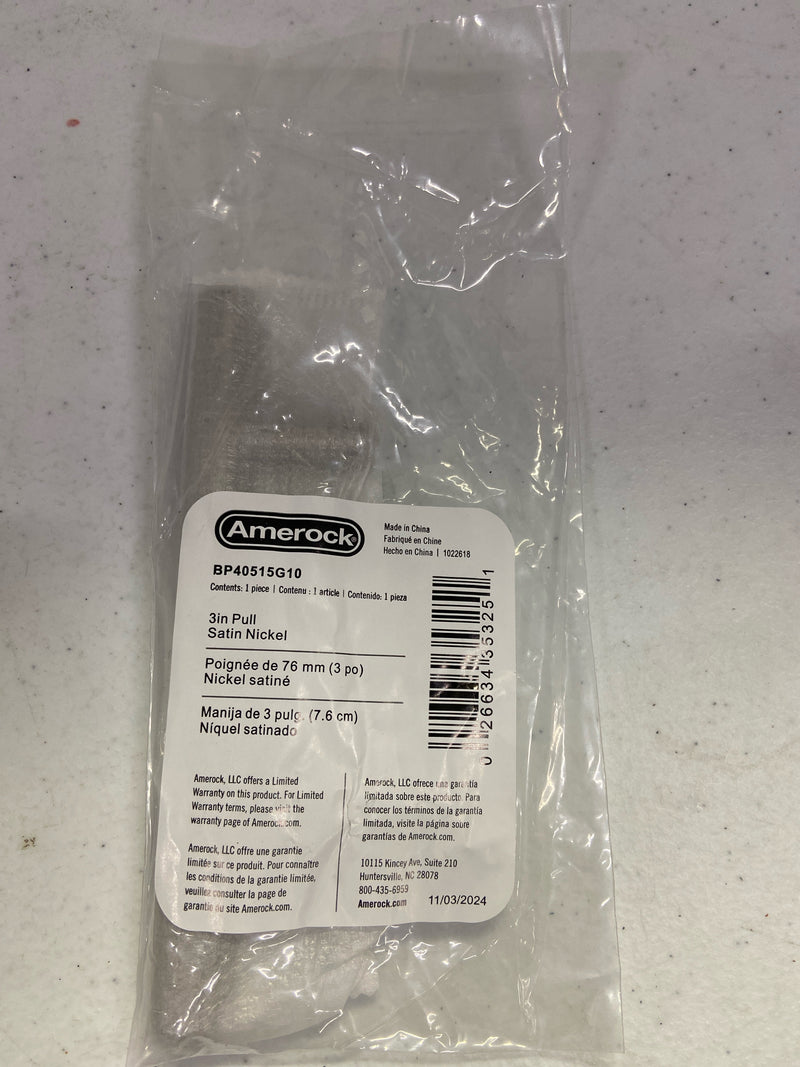 Amerock®
Made in China
Fabriqué en Chine
Hecho en China | 1022618
BP40515G10
Contents: 1 piece | Contenu : 1 article | Contenido: 1 pieza
3in Pull
Satin Nickel
Poignée de 76 mm (3 po)
Nickel satiné
Manija de 3 pulg. (7.6 cm)
Níquel satinado
0 26634 35325 1
Amerock, LLC offers a Limited
Warranty on this product. For Limited
Warranty terms, please visit the
warranty page of Amerock.com.
Amerock, LLC offre une garantie
limitée sur ce produit. Pour connaître
les conditions de la garantie limitée,
veuillez consulter la page de
garantie du site Amerock.com.
Amerock, LLC ofrece una garantía
limitada sobre este producto. Para
conocer los términos de la garantía
limitada, visite la página sobre
garantías de Amerock.com.
10115 Kincey Ave, Suite 210
Huntersville, NC 28078
800-435-6959
Amerock.com
11/03/2024